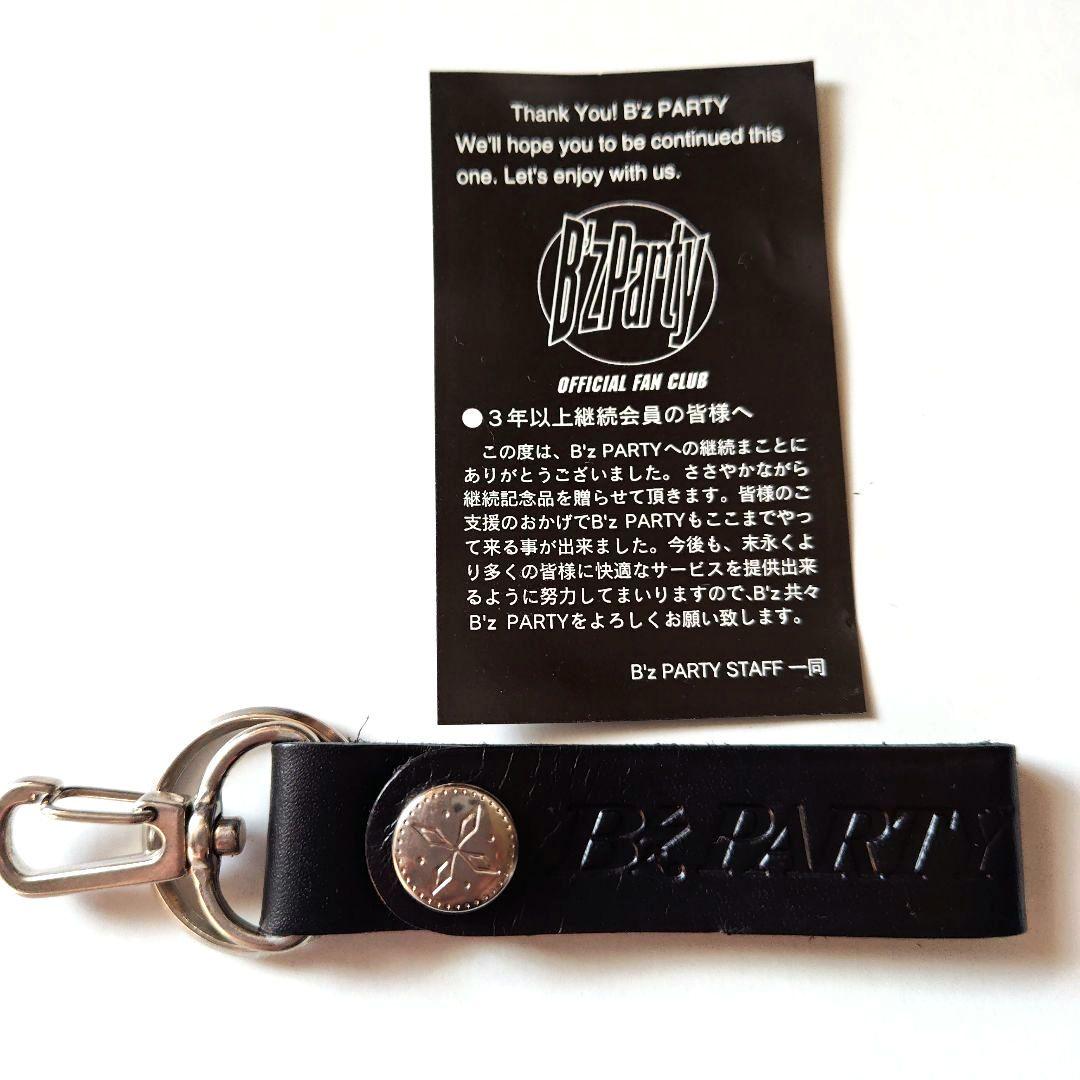 Thank You! B'z PARTY
We'll hope you to be continued this
one. Let's enjoy with us.
B'zParty
OFFICIAL FAN CLUB
●3年以上継続会員の皆様へ
この度は、B'z PARTYへの継続まことに
ありがとうございました。ささやかながら
継続記念品を贈らせて頂きます。皆様のご
支援のおかげでB'z PARTYもここまでやっ
て来る事が出来ました。今後も、末永くよ
り多くの皆様に快適なサービスを提供出来
るように努力してまいりますので、B'z共々
B'z PARTYをよろしくお願い致します。
B'z PARTY STAFF 一同
B'z PARTY